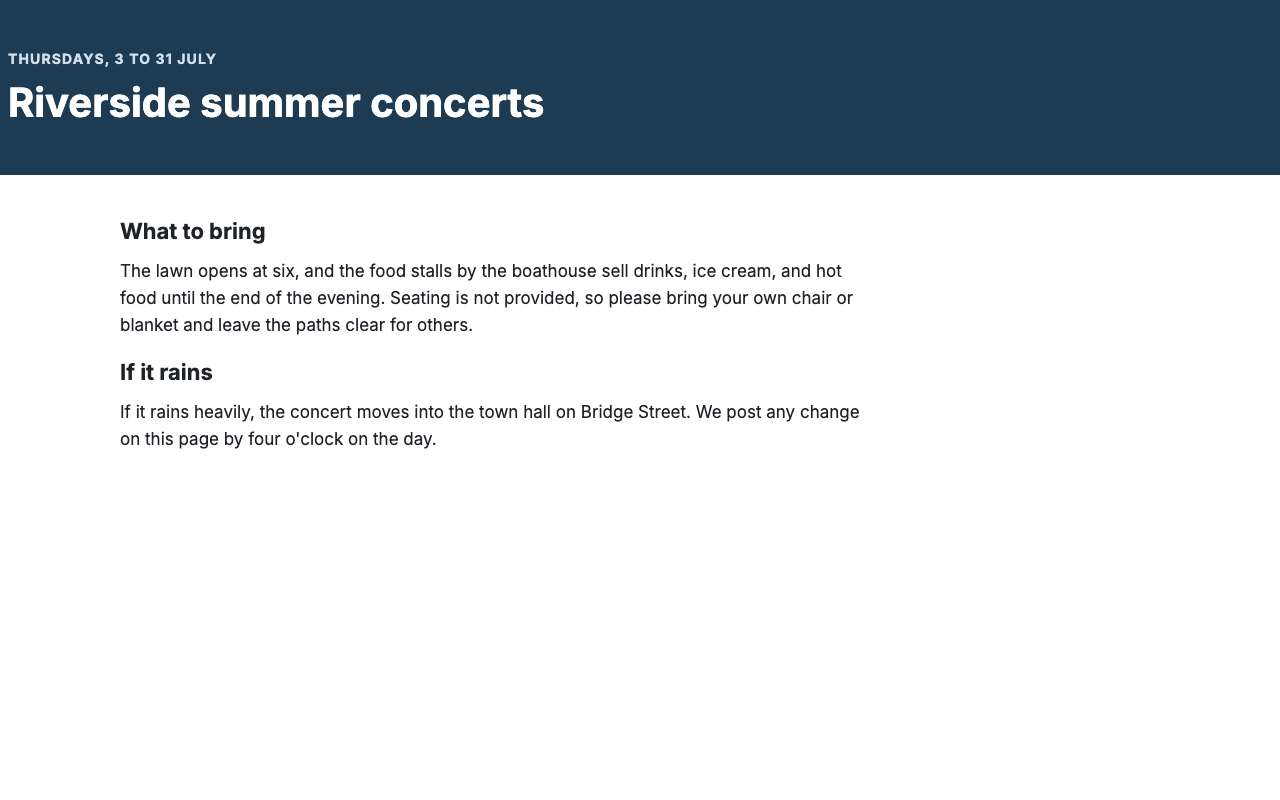 THURSDAYS, 3 TO 31 JULY
Riverside summer concerts
What to bring
The lawn opens at six, and the food stalls by the boathouse sell drinks, ice cream, and hot
food until the end of the evening. Seating is not provided, so please bring your own chair or
blanket and leave the paths clear for others.
If it rains
If it rains heavily, the concert moves into the town hall on Bridge Street. We post any change
on this page by four o'clock on the day.